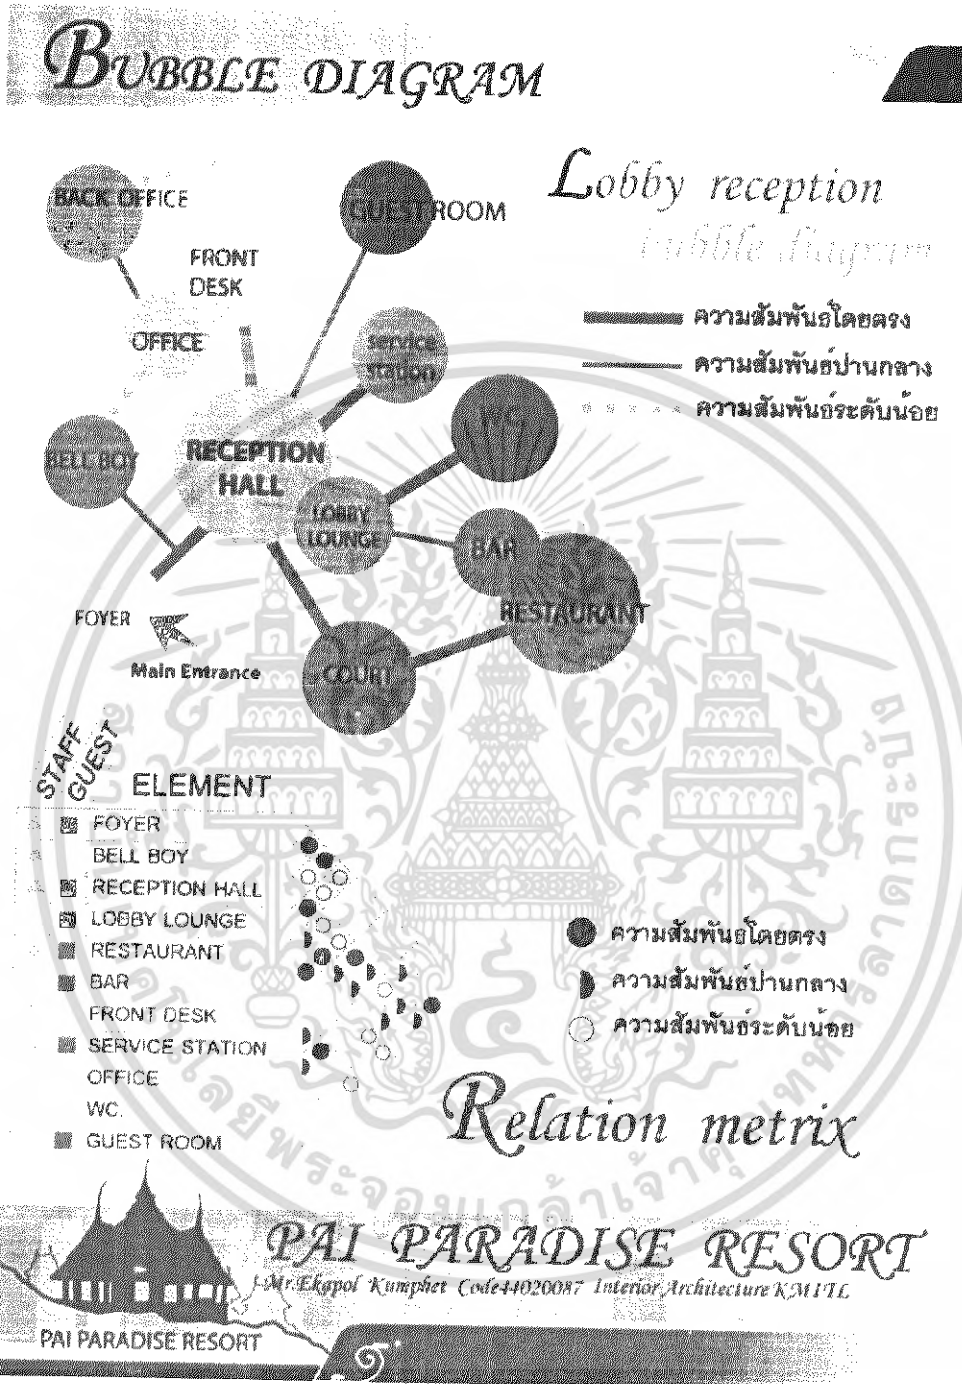 BUBBLE DIAGRAM
Lobby reception
bubble diagram
BACK OFFICE
GUEST ROOM
FRONT
DESK
OFFICE
service
station
WC.
BELL BOY
RECEPTION
HALL
LOBBY
LOUNGE
BAR
RESTAURANT
FOYER
Main Entrance
COURT
ความสัมพันธ์โดยตรง
ความสัมพันธ์ปานกลาง
ความสัมพันธ์ระดับน้อย
STAFF
GUEST
ELEMENT
FOYER
BELL BOY
RECEPTION HALL
LOBBY LOUNGE
RESTAURANT
BAR
FRONT DESK
SERVICE STATION
OFFICE
WC.
GUEST ROOM
ความสัมพันธ์โดยตรง
ความสัมพันธ์ปานกลาง
ความสัมพันธ์ระดับน้อย
Relation metrix
PAI PARADISE RESORT
Mr.Ekapol Kumphet Code44020087 Interior Architecture KMITL
PAI PARADISE RESORT